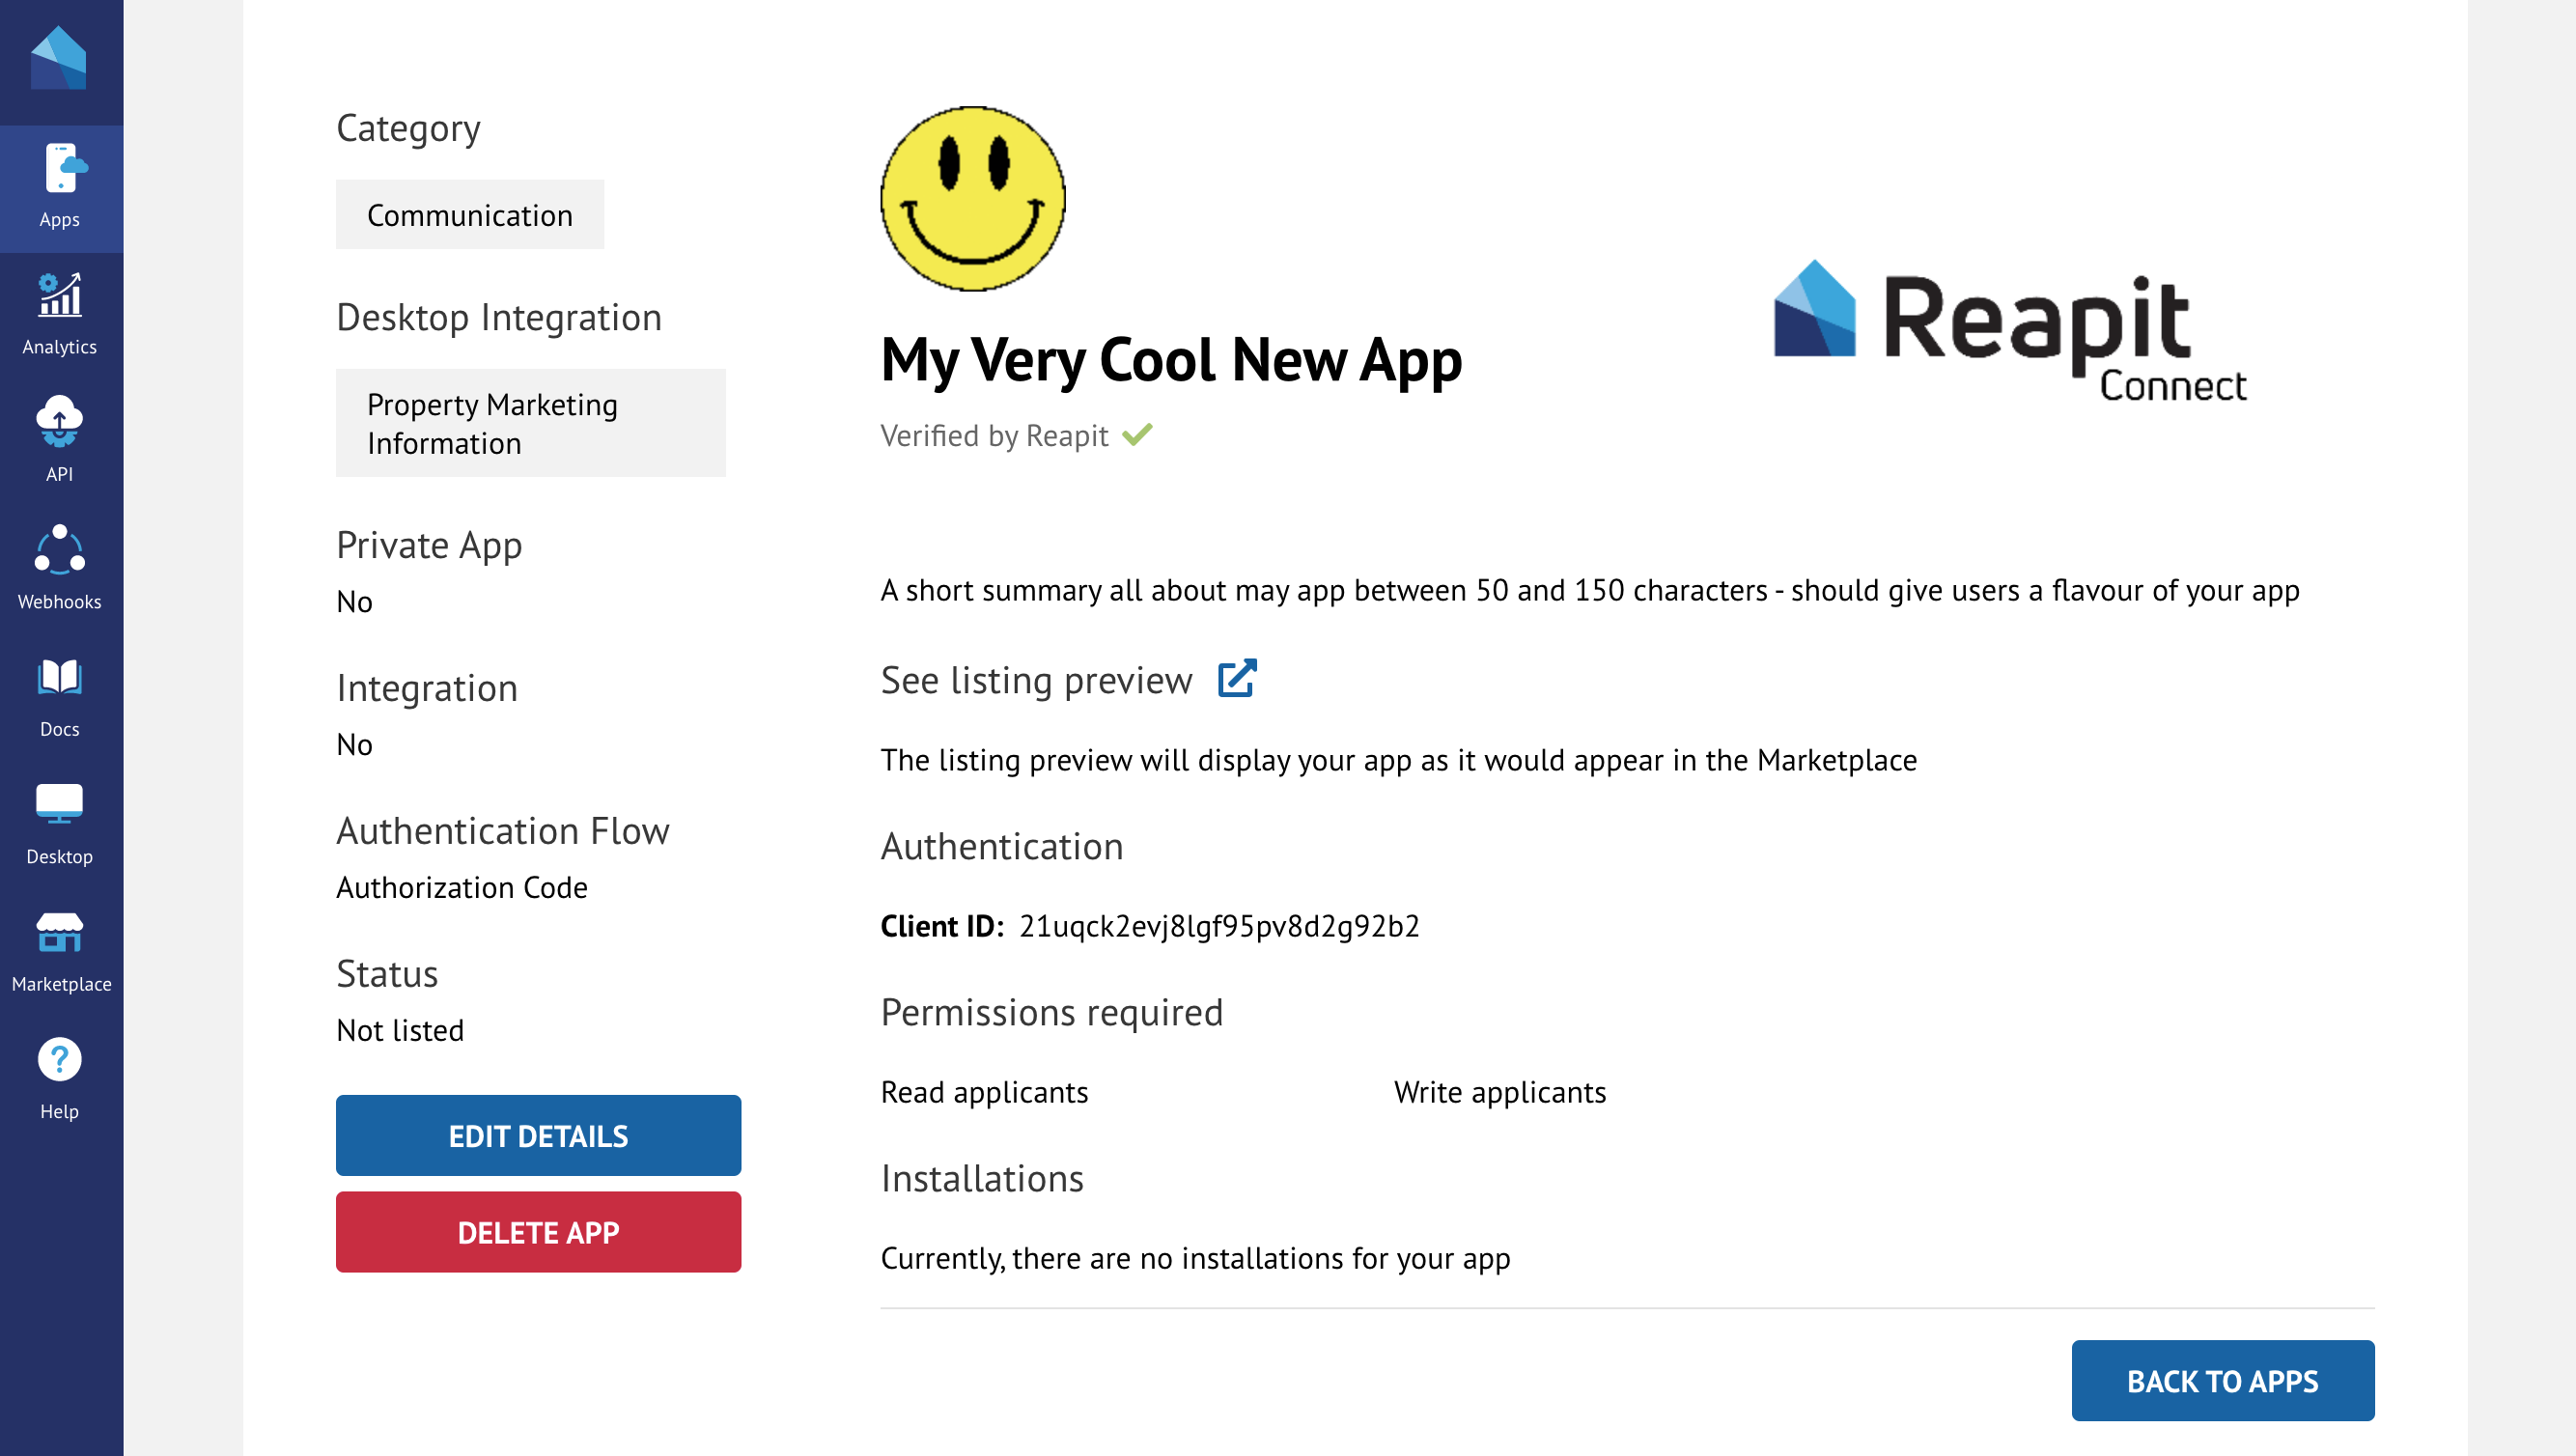 Apps
Analytics
API
Webhooks
Docs
Desktop
Marketplace
?
Help
Category
Communication
Desktop Integration
Property Marketing
Information
Private App
No
Integration
No
Authentication Flow
Authorization Code
Status
Not listed
EDIT DETAILS
DELETE APP
My Very Cool New App
Verified by Reapit
Reapit
Connect
A short summary all about may app between 50 and 150 characters - should give users a flavour of your app
See listing preview
The listing preview will display your app as it would appear in the Marketplace
Authentication
Client ID: 21uqck2evj8lgf95pv8d2g92b2
Permissions required
Read applicants Write applicants
Installations
Currently, there are no installations for your app
BACK TO APPS